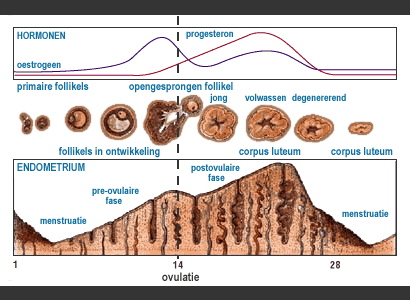 HORMONEN
progesteron
oestrogeen
primaire follikels
opengesprongen follikel
jong
volwassen
degenererend
follikels in ontwikkeling
corpus luteum
corpus luteum
ENDOMETRIUM
postovulaire
fase
pre-ovulaire
fase
menstruatie
menstruatie
1
14
28
ovulatie